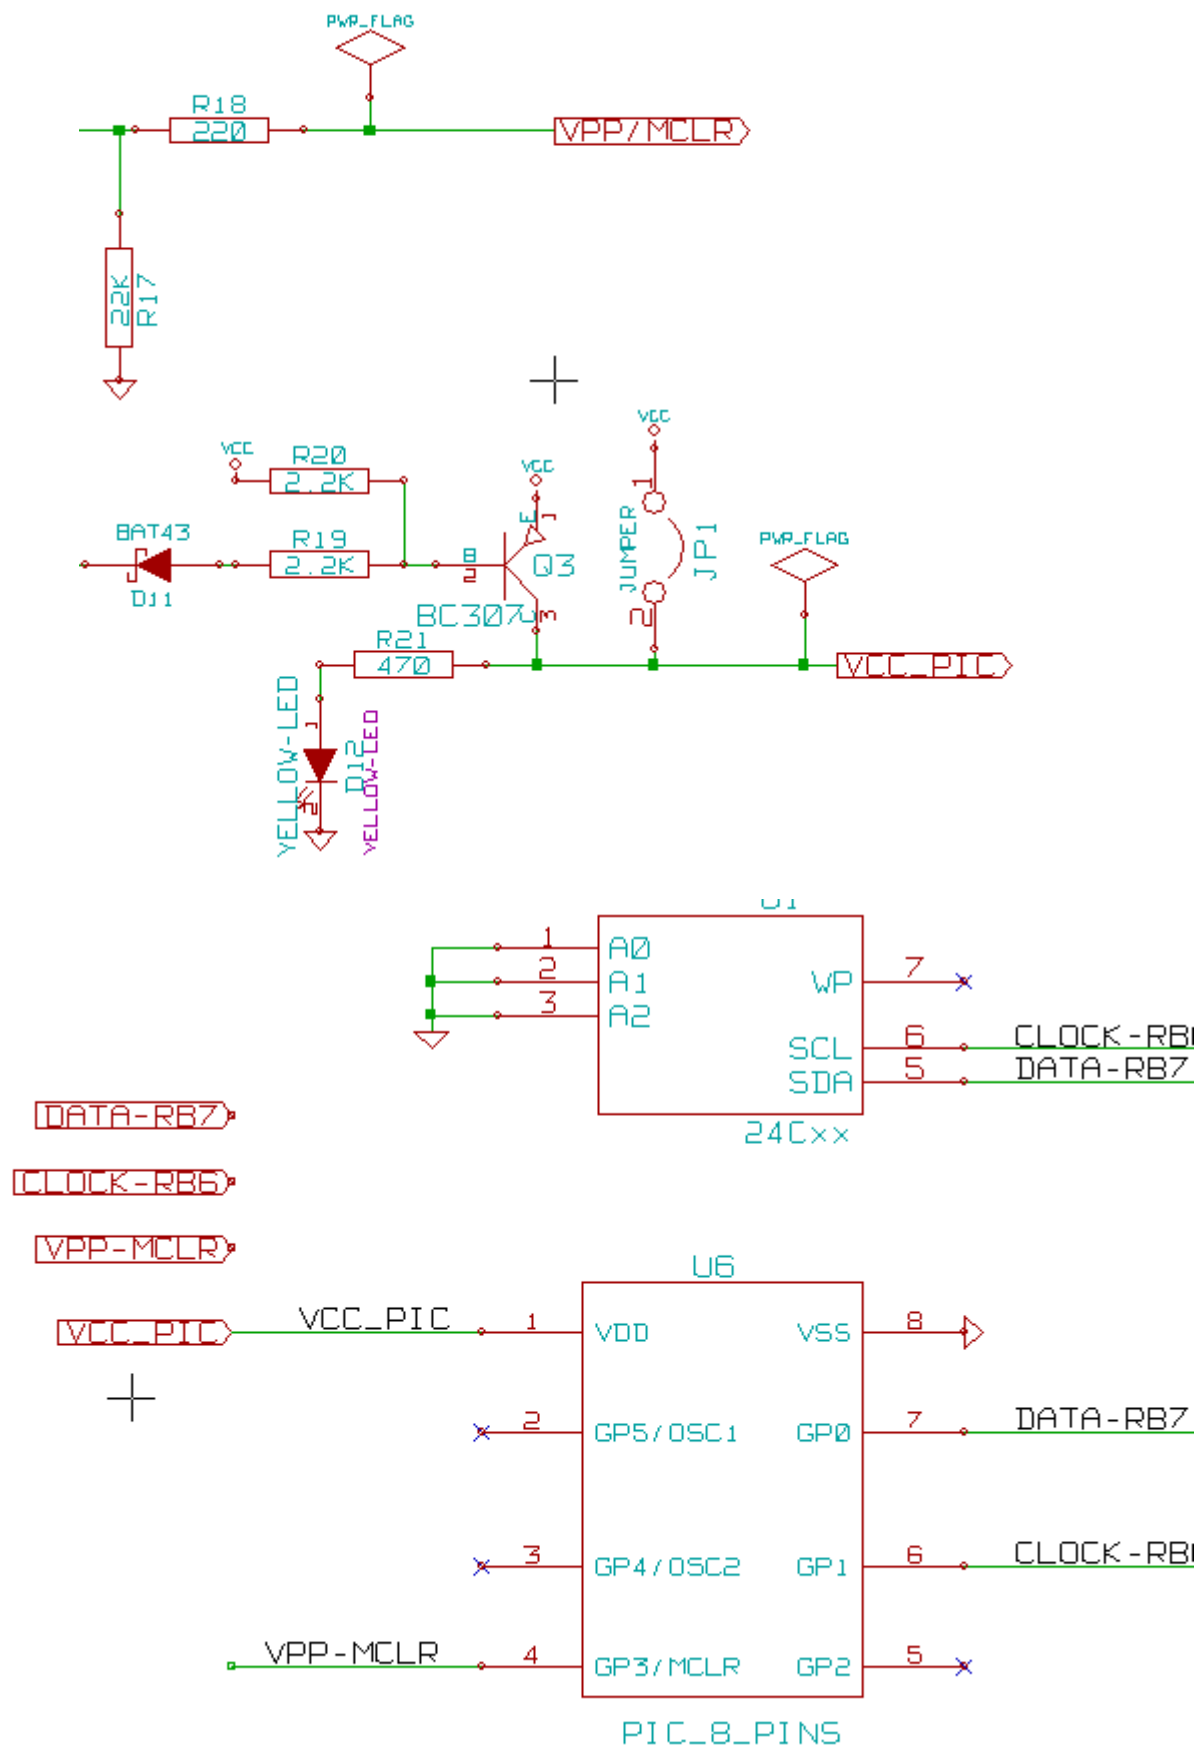 PWR_FLAG
R18
220
VPP/MCLR
22K
R17
VCC
VCC
R20
2.2K
VCC
1
E
1
BAT43
R19
2.2K
B
2
Q3
JUMPER
JP1
PWR_FLAG
D11
BC307
C
3
2
R21
470
VCC_PIC
YELLOW-LED
1
D12
YELLOW-LED
2
1
A0
2
A1
WP
7
3
A2
SCL
6
CLOCK-RB
SDA
5
DATA-RB7
DATA-RB7
24Cxx
CLOCK-RB6
VPP-MCLR
U6
VCC_PIC
VCC_PIC
1
VDD
VSS
8
2
GP5/OSC1
GP0
7
DATA-RB7
3
GP4/OSC2
GP1
6
CLOCK-RB
VPP-MCLR
4
GP3/MCLR
GP2
5
PIC_8_PINS